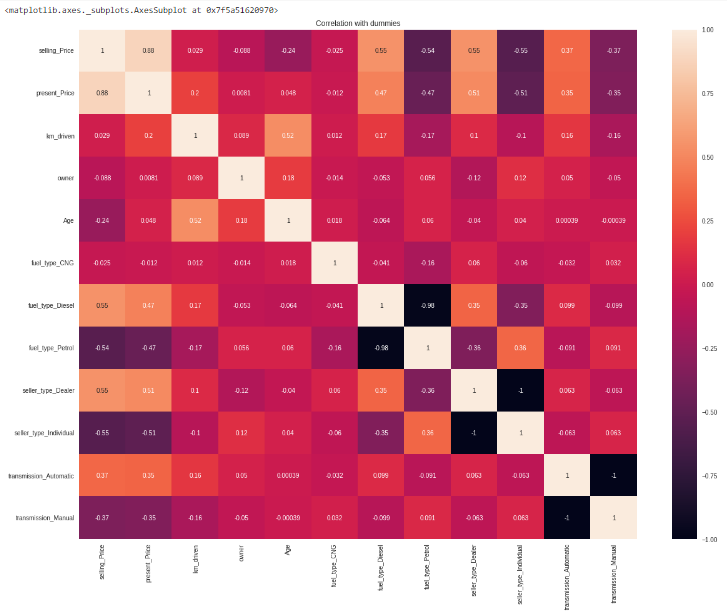 <matplotlib.axes._subplots.AxesSubplot at 0x7f5a51620970>
Correlation with dummies
selling_Price 1 0.88 0.029 -0.088 -0.24 -0.025 0.55 -0.54 0.55 -0.55 0.37 -0.37
present_Price 0.88 1 0.2 0.0081 0.048 -0.012 0.47 -0.47 0.51 -0.51 0.35 -0.35
km_driven 0.029 0.2 1 0.089 0.52 0.012 0.17 -0.17 0.1 -0.1 0.16 -0.16
owner -0.088 0.0081 0.089 1 0.18 -0.014 -0.053 0.056 -0.12 0.12 0.05 -0.05
Age -0.24 0.048 0.52 0.18 1 0.018 -0.064 0.06 -0.04 0.04 0.00039 -0.00039
fuel_type_CNG -0.025 -0.012 0.012 -0.014 0.018 1 -0.041 -0.16 0.06 -0.06 -0.032 0.032
fuel_type_Diesel 0.55 0.47 0.17 -0.053 -0.064 -0.041 1 -0.98 0.35 -0.35 0.099 -0.099
fuel_type_Petrol -0.54 -0.47 -0.17 0.056 0.06 -0.16 -0.98 1 -0.36 0.36 -0.091 0.091
seller_type_Dealer 0.55 0.51 0.1 -0.12 -0.04 0.06 0.35 -0.36 1 -1 0.063 -0.063
seller_type_Individual -0.55 -0.51 -0.1 0.12 0.04 -0.06 -0.35 0.36 -1 1 -0.063 0.063
transmission_Automatic 0.37 0.35 0.16 0.05 0.00039 -0.032 0.099 -0.091 0.063 -0.063 1 -1
transmission_Manual -0.37 -0.35 -0.16 -0.05 -0.00039 0.032 -0.099 0.091 -0.063 0.063 -1 1
selling_Price
present_Price
km_driven
owner
Age
fuel_type_CNG
fuel_type_Diesel
fuel_type_Petrol
seller_type_Dealer
seller_type_Individual
transmission_Automatic
transmission_Manual
1.00
0.75
0.50
0.25
0.00
−0.25
−0.50
−0.75
−1.00